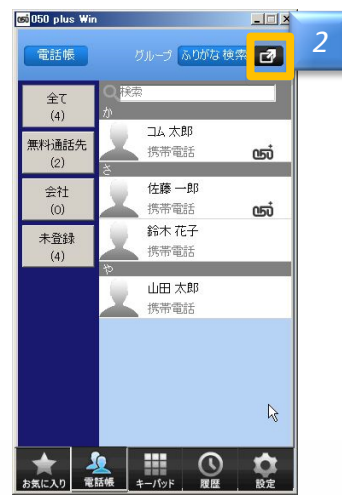 050 plus Win
2
電話帳
グループ ふりがな検索
全て
(4)
無料通話先
(2)
会社
(0)
未登録
(4)
検索
か
コム 太郎
携帯電話 050
さ
佐藤 一郎
携帯電話 050
鈴木 花子
携帯電話
や
山田 太郎
携帯電話
お気に入り 電話帳 キーパッド 履歴 設定